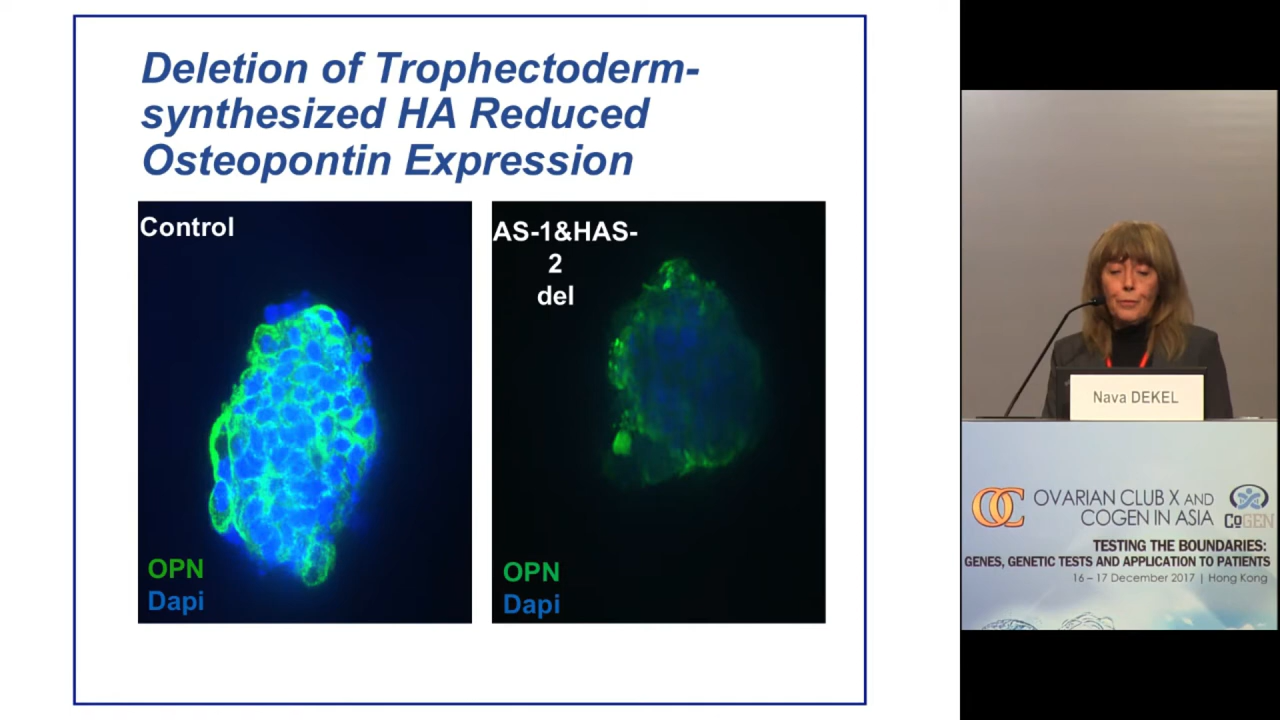 Deletion of Trophectoderm-
synthesized HA Reduced
Osteopontin Expression
Control
OPN
Dapi
AS-1&HAS-
2
del
OPN
Dapi
Nava DEKEL
OC
OVARIAN CLUB X AND
COGEN IN ASIA
CoGEN
TESTING THE BOUNDARIES:
GENES, GENETIC TESTS AND APPLICATION TO PATIENTS
16 – 17 December 2017 | Hong Kong